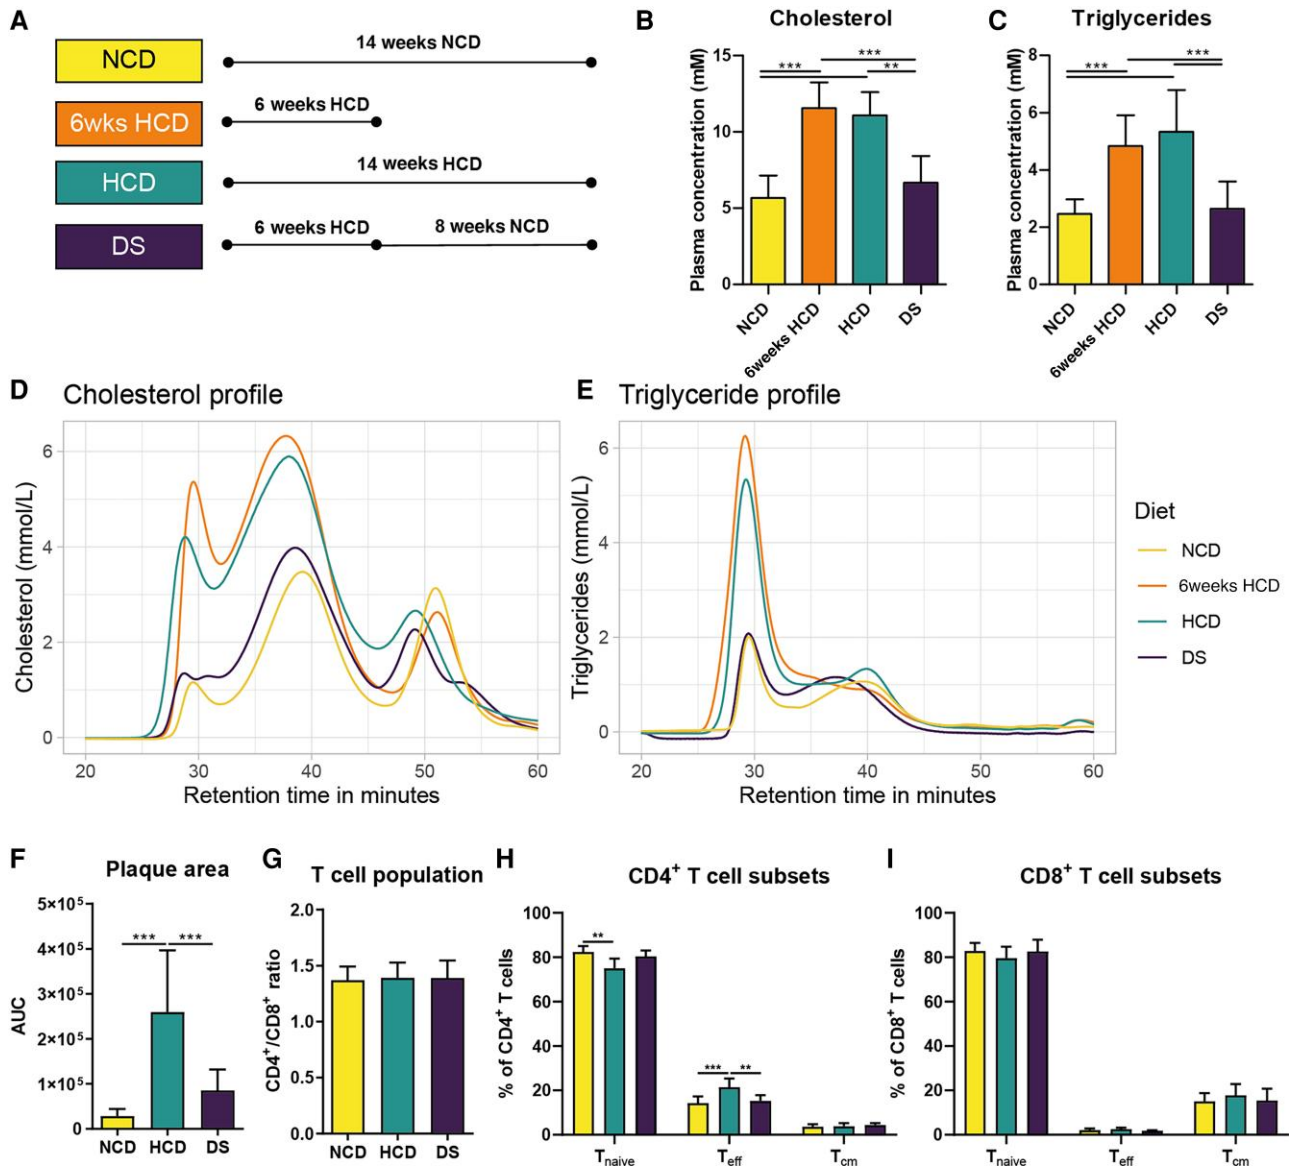 A
NCD
14 weeks NCD
6wks HCD
6 weeks HCD
HCD
14 weeks HCD
DS
6 weeks HCD
8 weeks NCD
B
Cholesterol
Plasma concentration (mM)
15
10
5
0
***
***
**
NCD
6weeks HCD
HCD
DS
C
Triglycerides
Plasma concentration (mM)
8
6
4
2
0
***
***
NCD
6weeks HCD
HCD
DS
D
Cholesterol profile
Cholesterol (mmol/L)
6
4
2
0
20
30
40
50
60
Retention time in minutes
E
Triglyceride profile
Triglycerides (mmol/L)
6
4
2
0
20
30
40
50
60
Retention time in minutes
Diet
NCD
6weeks HCD
HCD
DS
F
Plaque area
AUC
5×10⁵
4×10⁵
3×10⁵
2×10⁵
1×10⁵
0
***
***
NCD
HCD
DS
G
T cell population
CD4⁺/CD8⁺ ratio
2.0
1.5
1.0
0.5
0.0
NCD
HCD
DS
H
CD4⁺ T cell subsets
% of CD4⁺ T cells
100
80
60
40
20
0
**
***
**
Tnaive
Teff
Tcm
I
CD8⁺ T cell subsets
% of CD8⁺ T cells
100
80
60
40
20
0
Tnaive
Teff
Tcm